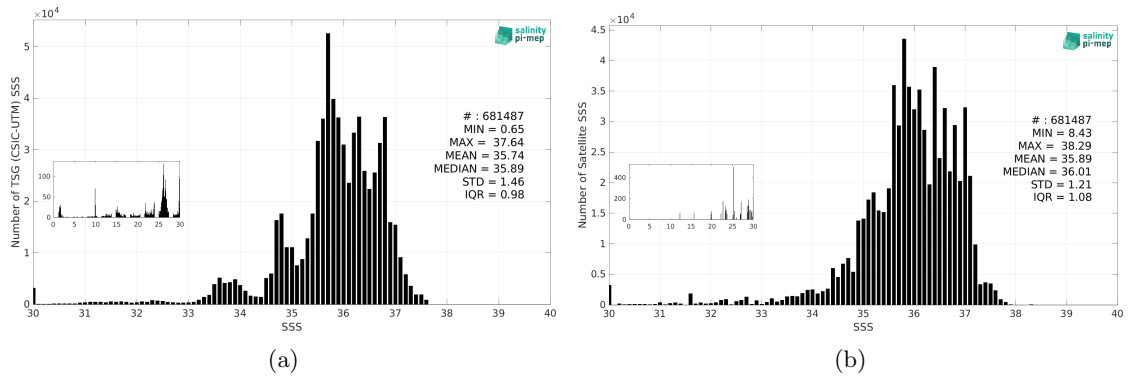 ×10⁴
5
4
3
2
1
0
Number of TSG (CSIC-UTM) SSS
salinity
pi-mep
# : 681487
MIN = 0.65
MAX = 37.64
MEAN = 35.74
MEDIAN = 35.89
STD = 1.46
IQR = 0.98
100
50
0
0 5 10 15 20 25 30
30 31 32 33 34 35 36 37 38 39 40
SSS
(a)
×10⁴
4.5
4
3.5
3
2.5
2
1.5
1
0.5
0
Number of Satellite SSS
salinity
pi-mep
# : 681487
MIN = 8.43
MAX = 38.29
MEAN = 35.89
MEDIAN = 36.01
STD = 1.21
IQR = 1.08
400
200
0
0 5 10 15 20 25 30
30 31 32 33 34 35 36 37 38 39 40
SSS
(b)